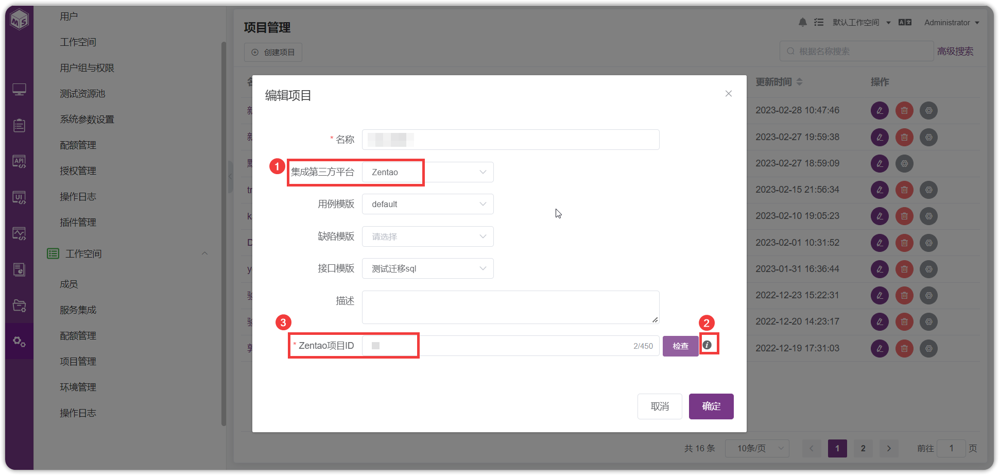 MS
用户
工作空间
用户组与权限
测试资源池
系统参数设置
配额管理
授权管理
操作日志
插件管理
工作空间
成员
服务集成
配额管理
项目管理
环境管理
操作日志
API
UI
项目管理
默认工作空间
Administrator
创建项目
根据名称搜索
高级搜索
更新时间
操作
2023-02-28 10:47:46
2023-02-27 19:59:38
2023-02-27 18:59:09
2023-02-15 21:56:34
2023-02-10 19:05:23
2023-02-01 10:31:52
2023-01-31 16:36:44
2022-12-23 15:22:31
2022-12-20 14:23:17
2022-12-19 17:31:03
编辑项目
* 名称
1
集成第三方平台 Zentao
用例模版 default
缺陷模版 请选择
接口模版 测试迁移sql
描述
3
2
* Zentao项目ID 2/450 检查
取消 确定
共 16 条 10条/页 1 2 前往 1 页